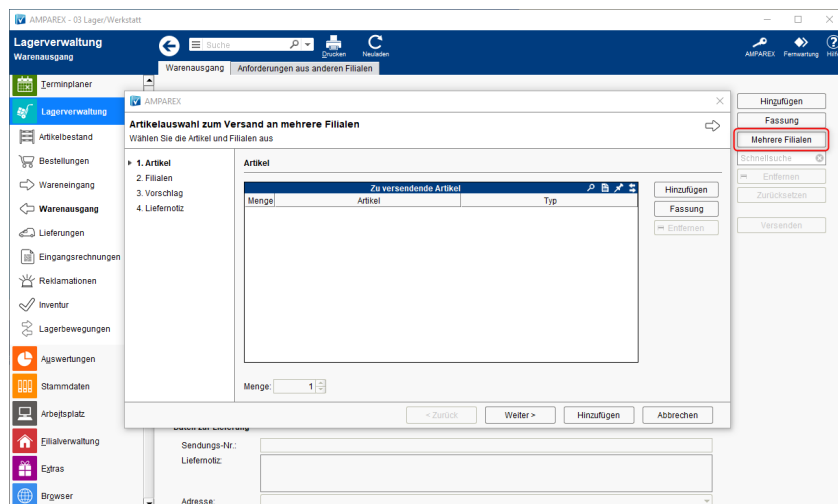 AMPAREX - 03 Lager/Werkstatt
Lagerverwaltung
Warenausgang
Suche
Drucken
Neuladen
AMPAREX
Fernwartung
Hilfe
Warenausgang
Anforderungen aus anderen Filialen
Terminplaner
Lagerverwaltung
Artikelbestand
Bestellungen
Wareneingang
Warenausgang
Lieferungen
Eingangsrechnungen
Reklamationen
Inventur
Lagerbewegungen
Auswertungen
Stammdaten
Arbeitsplatz
Filialverwaltung
Extras
Browser
AMPAREX
Artikelauswahl zum Versand an mehrere Filialen
Wählen Sie die Artikel und Filialen aus
1. Artikel
2. Filialen
3. Vorschlag
4. Liefernotiz
Artikel
Zu versendende Artikel
Menge Artikel Typ
Hinzufügen
Fassung
Entfernen
Menge: 1
< Zurück
Weiter >
Hinzufügen
Abbrechen
Hinzufügen
Fassung
Mehrere Filialen
Schnellsuche
Entfernen
Zurücksetzen
Versenden
Daten zur Lieferung
Sendungs-Nr.:
Liefernotiz:
Adresse: